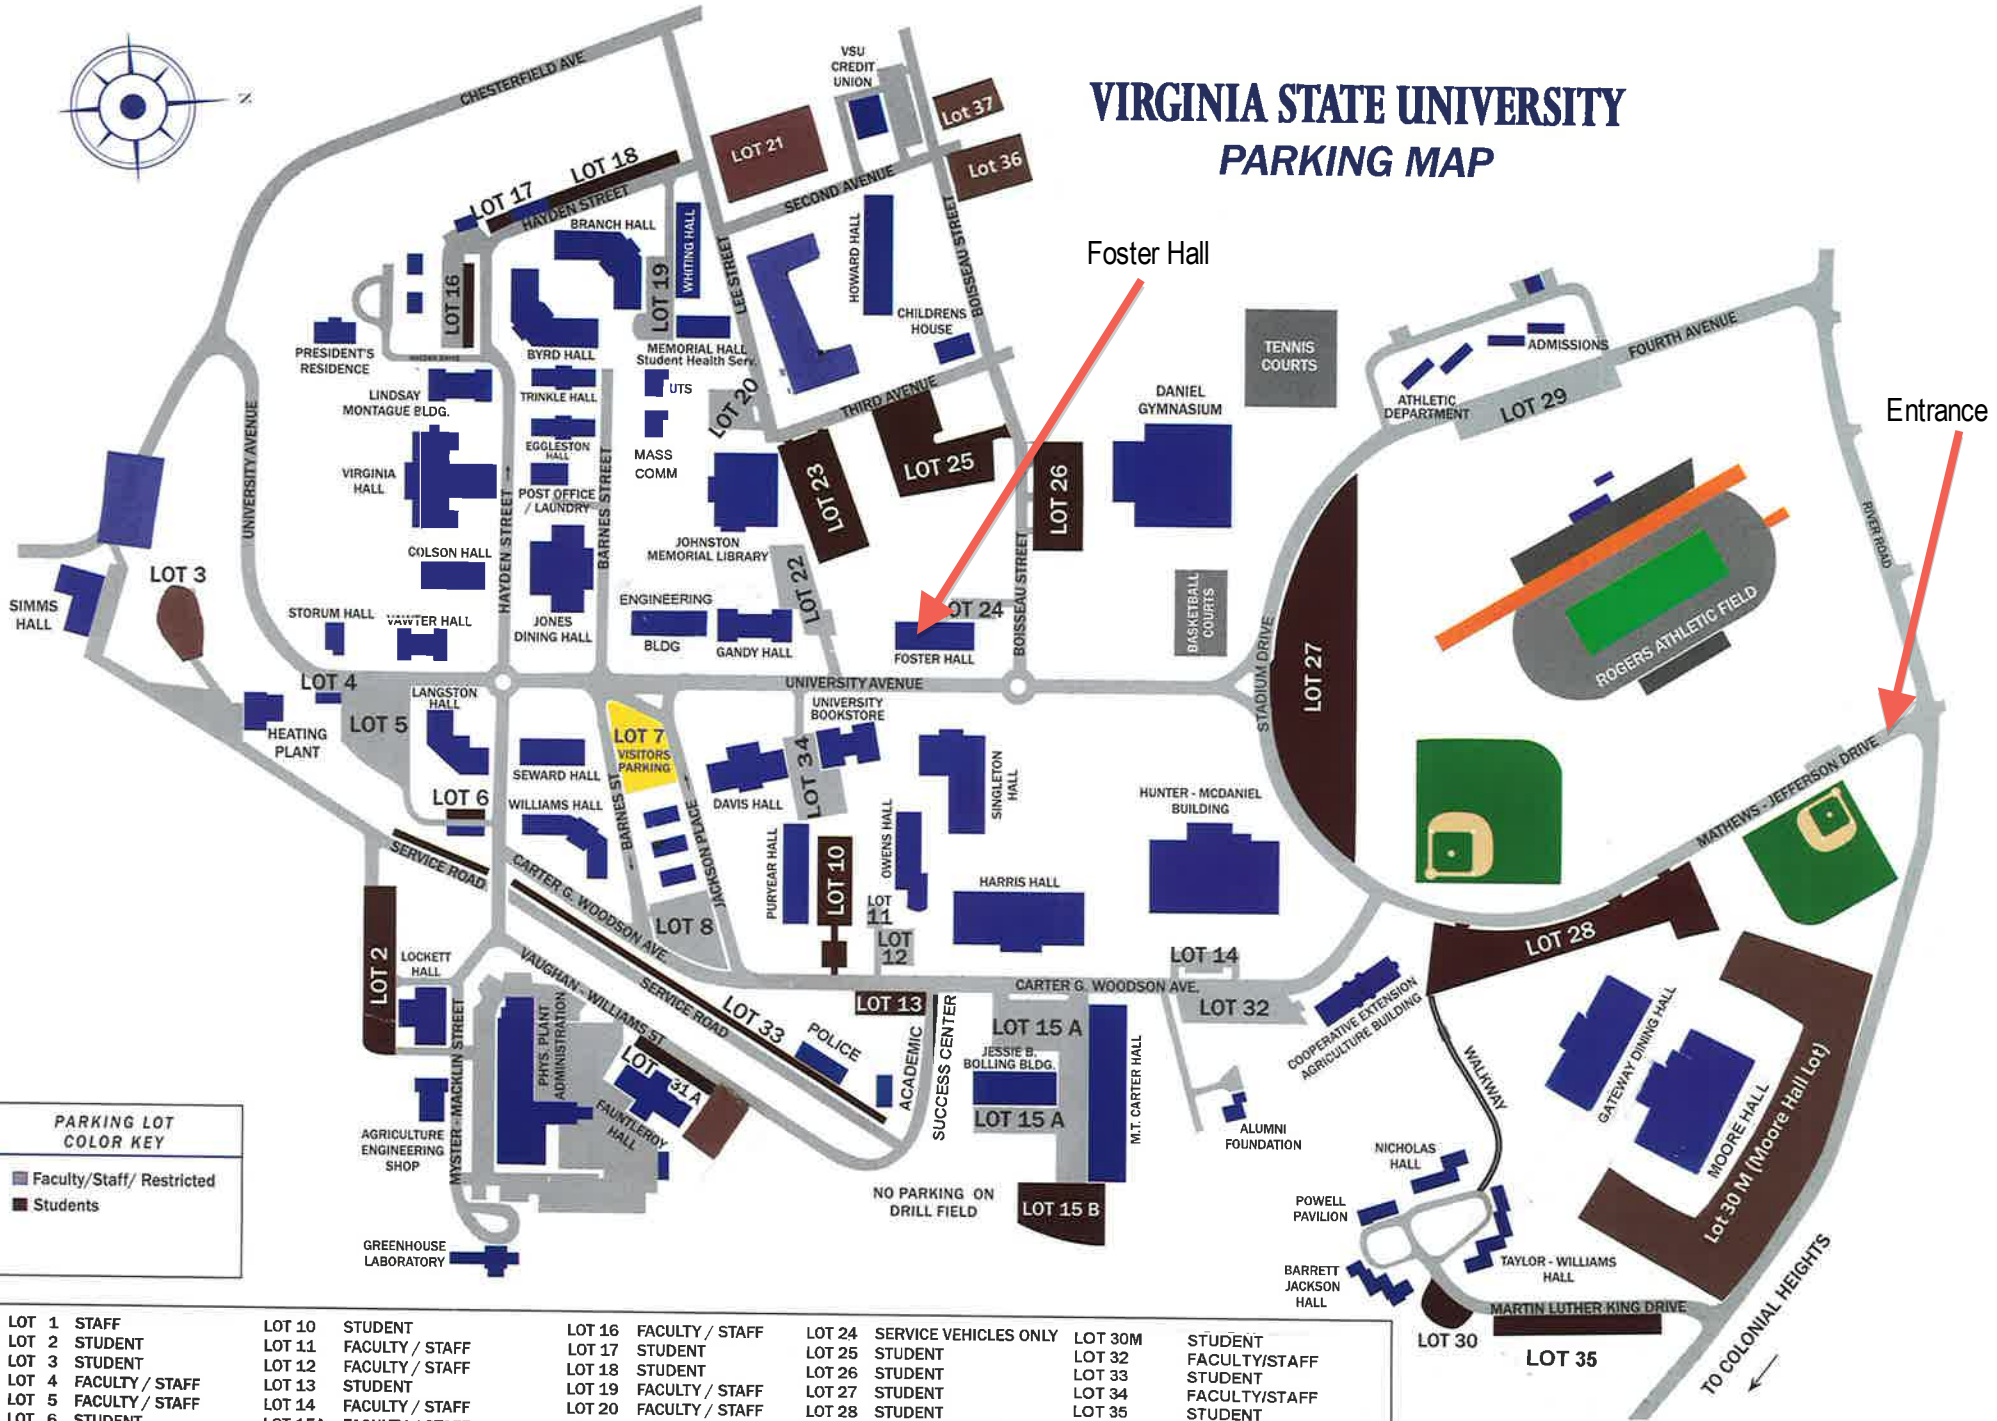 VIRGINIA STATE UNIVERSITY
PARKING MAP
N
CHESTERFIELD AVE
VSU
CREDIT
UNION
Lot 37
Lot 36
LOT 21
LOT 18
LOT 17
HAYDEN STREET
SECOND AVENUE
BRANCH HALL
WHITING HALL
LOT 19
LOT 16
LEE STREET
HOWARD HALL
BOISSEAU STREET
Foster Hall
Entrance
CHILDRENS
HOUSE
PRESIDENT'S
RESIDENCE
BYRD HALL
MEMORIAL HALL
Student Health Serv.
UTS
LINDSAY
MONTAGUE BLDG.
TRINKLE HALL
LOT 20
THIRD AVENUE
TENNIS
COURTS
ADMISSIONS
FOURTH AVENUE
DANIEL
GYMNASIUM
ATHLETIC
DEPARTMENT
LOT 29
UNIVERSITY AVENUE
VIRGINIA
HALL
EGGLESTON
HALL
MASS
COMM
POST OFFICE
/ LAUNDRY
HAYDEN STREET →
BARNES STREET
LOT 23
LOT 25
LOT 26
COLSON HALL
JOHNSTON
MEMORIAL LIBRARY
RIVER ROAD
LOT 3
SIMMS
HALL
STORUM HALL
VAWTER HALL
JONES
DINING HALL
ENGINEERING
BLDG
GANDY HALL
LOT 22
OT 24
FOSTER HALL
BOISSEAU STREET
BASKETBALL
COURTS
STADIUM DRIVE
LOT 27
ROGERS ATHLETIC FIELD
UNIVERSITY AVENUE
LOT 4
LOT 5
LANGSTON
HALL
HEATING
PLANT
LOT 7
VISITORS
PARKING
UNIVERSITY
BOOKSTORE
LOT 34
DAVIS HALL
SEWARD HALL
SINGLETON
HALL
HUNTER - MCDANIEL
BUILDING
MATHEWS - JEFFERSON DRIVE
LOT 6
WILLIAMS HALL
← BARNES ST
JACKSON PLACE →
SERVICE ROAD
CARTER G. WOODSON AVE.
PURYEAR HALL
LOT 10
OWENS HALL
LOT
11
LOT
12
HARRIS HALL
LOT 8
LOT 14
LOT 28
LOT 2
LOCKETT
HALL
VAUGHAN - WILLIAMS ST
SERVICE ROAD
LOT 33
CARTER G. WOODSON AVE.
LOT 13
LOT 32
COOPERATIVE EXTENSION
AGRICULTURE BUILDING
GATEWAY DINING HALL
MYSTER - MACKLIN STREET
PHYS. PLANT
ADMINISTRATION
POLICE
ACADEMIC
SUCCESS CENTER
LOT 15 A
JESSIE B.
BOLLING BLDG.
LOT 15 A
M.T. CARTER HALL
WALKWAY
MOORE HALL
Lot 30 M (Moore Hall Lot)
LOT 31 A
FAUNTLEROY
HALL
AGRICULTURE
ENGINEERING
SHOP
ALUMNI
FOUNDATION
NICHOLAS
HALL
POWELL
PAVILION
NO PARKING ON
DRILL FIELD
LOT 15 B
GREENHOUSE
LABORATORY
BARRETT
JACKSON
HALL
TAYLOR - WILLIAMS
HALL
MARTIN LUTHER KING DRIVE
LOT 30
LOT 35
TO COLONIAL HEIGHTS
PARKING LOT
COLOR KEY
Faculty/Staff/ Restricted
Students
LOT 1 STAFF
LOT 2 STUDENT
LOT 3 STUDENT
LOT 4 FACULTY / STAFF
LOT 5 FACULTY / STAFF
LOT 6 STUDENT
LOT 10 STUDENT
LOT 11 FACULTY / STAFF
LOT 12 FACULTY / STAFF
LOT 13 STUDENT
LOT 14 FACULTY / STAFF
LOT 16 FACULTY / STAFF
LOT 17 STUDENT
LOT 18 STUDENT
LOT 19 FACULTY / STAFF
LOT 20 FACULTY / STAFF
LOT 24 SERVICE VEHICLES ONLY
LOT 25 STUDENT
LOT 26 STUDENT
LOT 27 STUDENT
LOT 28 STUDENT
LOT 30M STUDENT
LOT 32 FACULTY/STAFF
LOT 33 STUDENT
LOT 34 FACULTY/STAFF
LOT 35 STUDENT